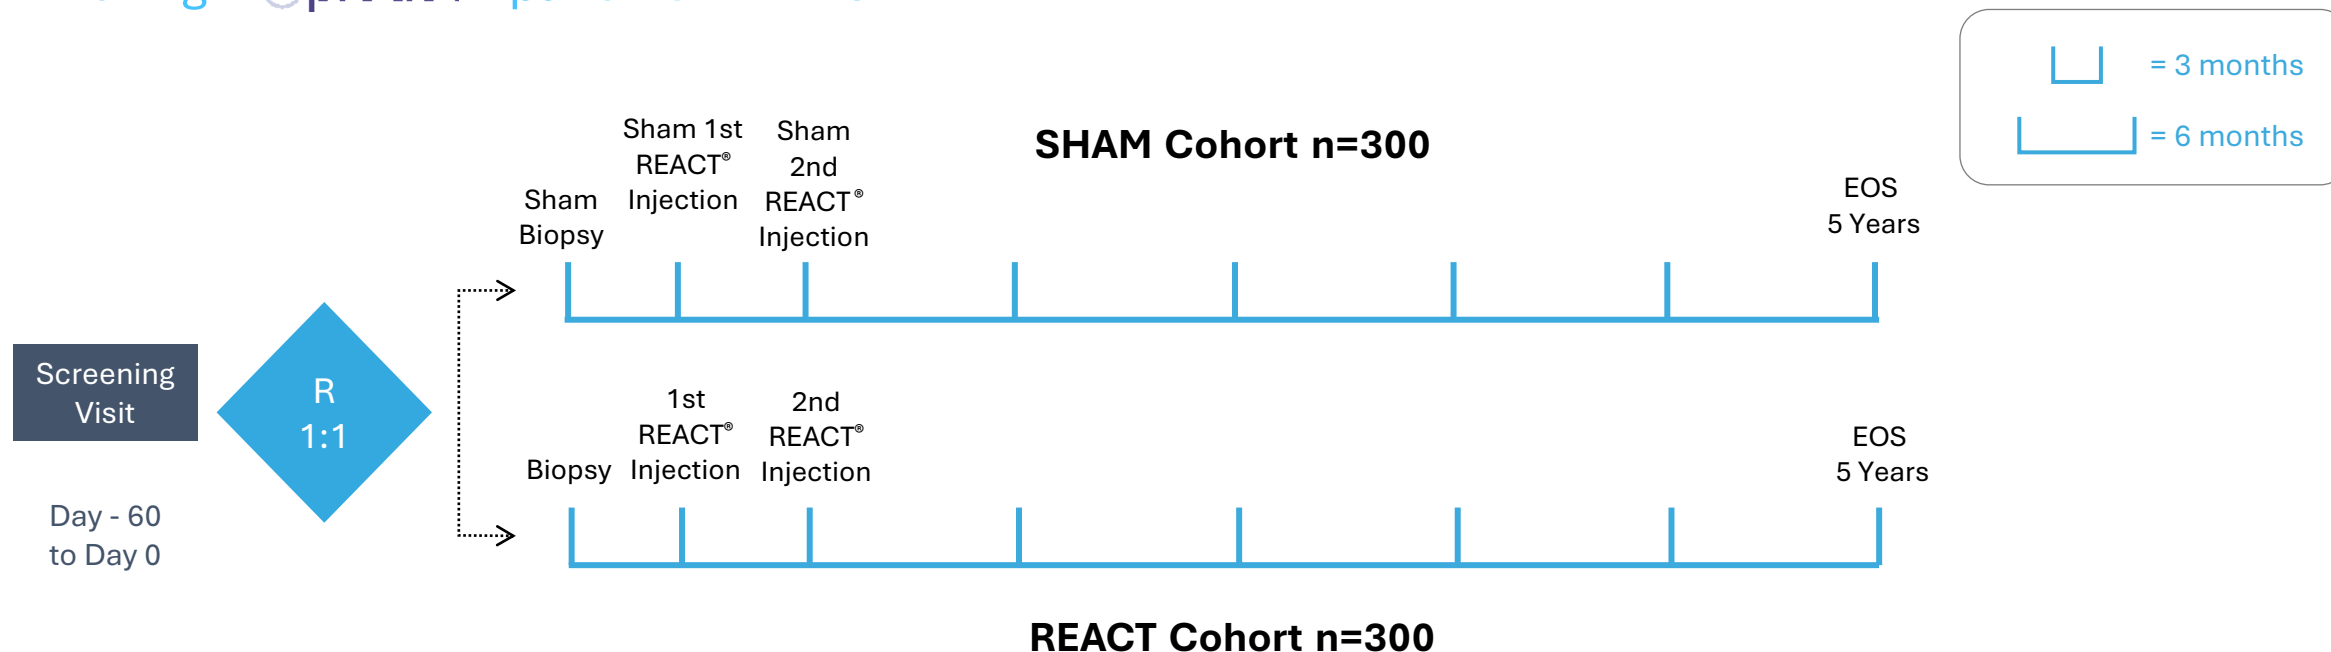 = 3 months
= 6 months
SHAM Cohort n=300
Sham
Biopsy
Sham 1st
REACT®
Injection
Sham
2nd
REACT®
Injection
EOS
5 Years
Screening
Visit
Day - 60
to Day 0
R
1:1
Biopsy
1st
REACT®
Injection
2nd
REACT®
Injection
EOS
5 Years
REACT Cohort n=300